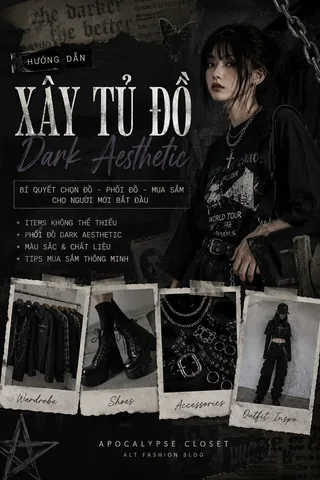 HƯỚNG DẪN
XÂY TỦ ĐỒ
Dark Aesthetic
BÍ QUYẾT CHỌN ĐỒ - PHỐI ĐỒ - MUA SẮM
CHO NGƯỜI MỚI BẮT ĐẦU
+ ITEMS KHÔNG THỂ THIẾU
+ PHỐI ĐỒ DARK AESTHETIC
+ MÀU SẮC & CHẤT LIỆU
+ TIPS MUA SẮM THÔNG MINH
WORLD TOUR
Wardrobe
Shoes
Accessories
Outfit Inspo
APOCALYPSE CLOSET
ALT FASHION BLOG